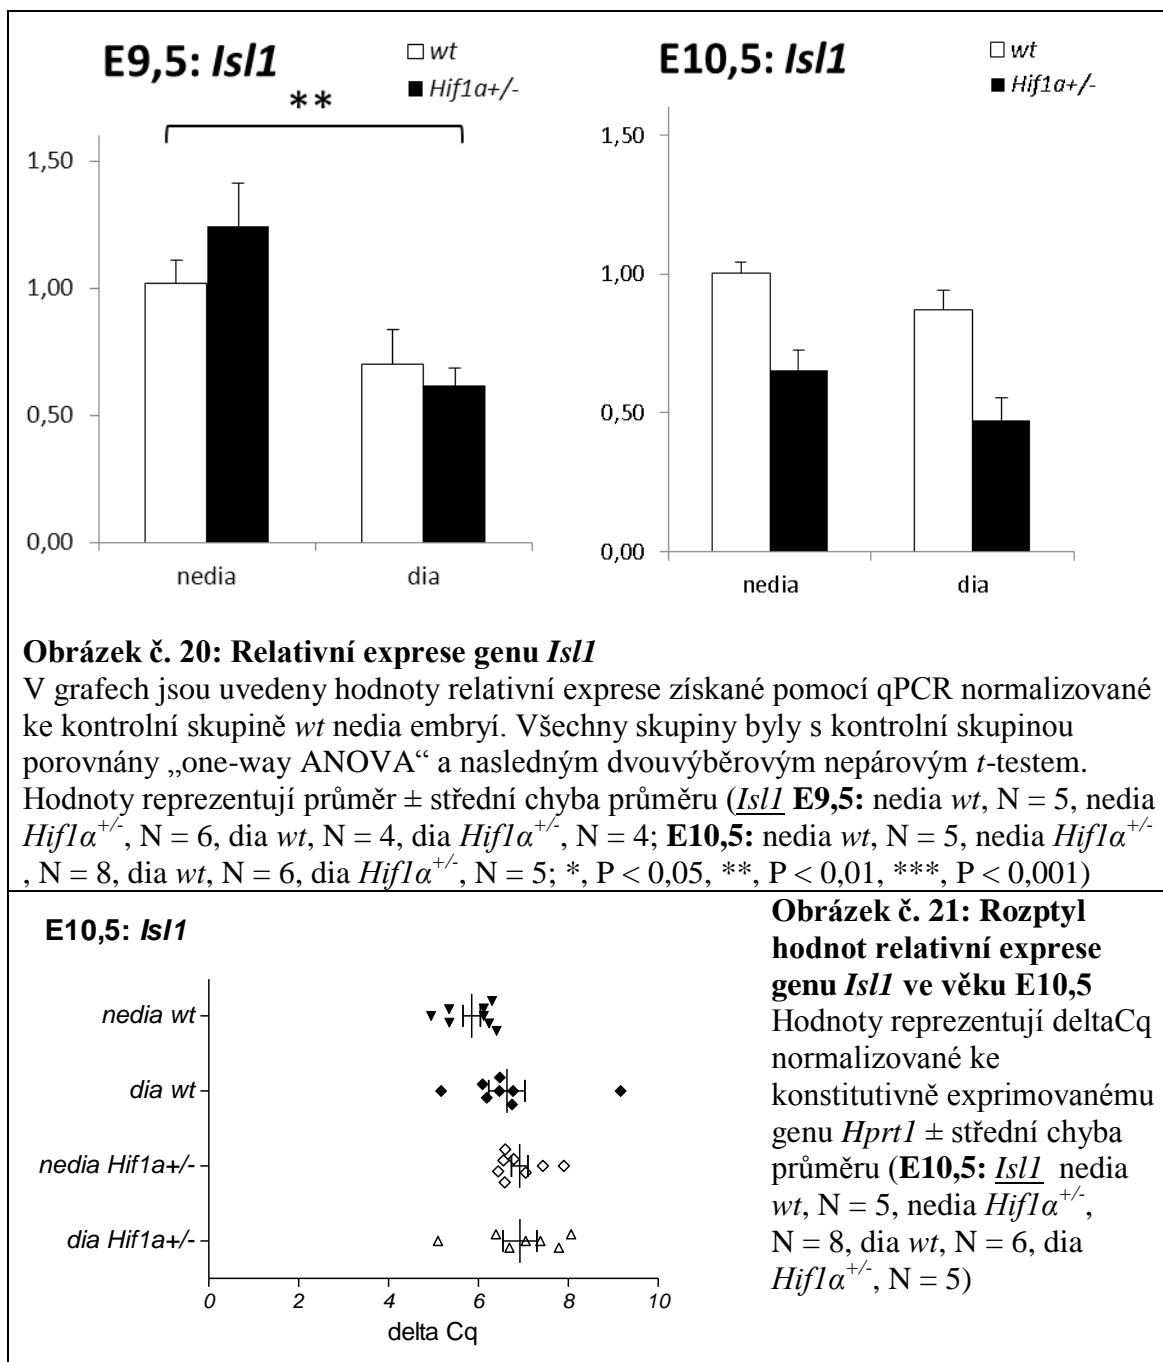 E9,5: Isl1
wt
Hif1a+/-
**
1,50
1,00
0,50
0,00
nedia
dia
E10,5: Isl1
wt
Hif1a+/-
1,50
1,00
0,50
0,00
nedia
dia
Obrázek č. 20: Relativní exprese genu Isl1
V grafech jsou uvedeny hodnoty relativní exprese získané pomocí qPCR normalizované
ke kontrolní skupině wt nedia embryí. Všechny skupiny byly s kontrolní skupinou
porovnány „one-way ANOVA“ a nasledným dvouvýběrovým nepárovým t-testem.
Hodnoty reprezentují průměr ± střední chyba průměru (Isl1 E9,5: nedia wt, N = 5, nedia
Hif1α+/-, N = 6, dia wt, N = 4, dia Hif1α+/-, N = 4; E10,5: nedia wt, N = 5, nedia Hif1α+/-
, N = 8, dia wt, N = 6, dia Hif1α+/-, N = 5; *, P < 0,05, **, P < 0,01, ***, P < 0,001)
E10,5: Isl1
nedia wt
dia wt
nedia Hif1a+/-
dia Hif1a+/-
0 2 4 6 8 10
delta Cq
Obrázek č. 21: Rozptyl
hodnot relativní exprese
genu Isl1 ve věku E10,5
Hodnoty reprezentují deltaCq
normalizované ke
konstitutivně exprimovanému
genu Hprt1 ± střední chyba
průměru (E10,5: Isl1 nedia
wt, N = 5, nedia Hif1α+/-,
N = 8, dia wt, N = 6, dia
Hif1α+/-, N = 5)